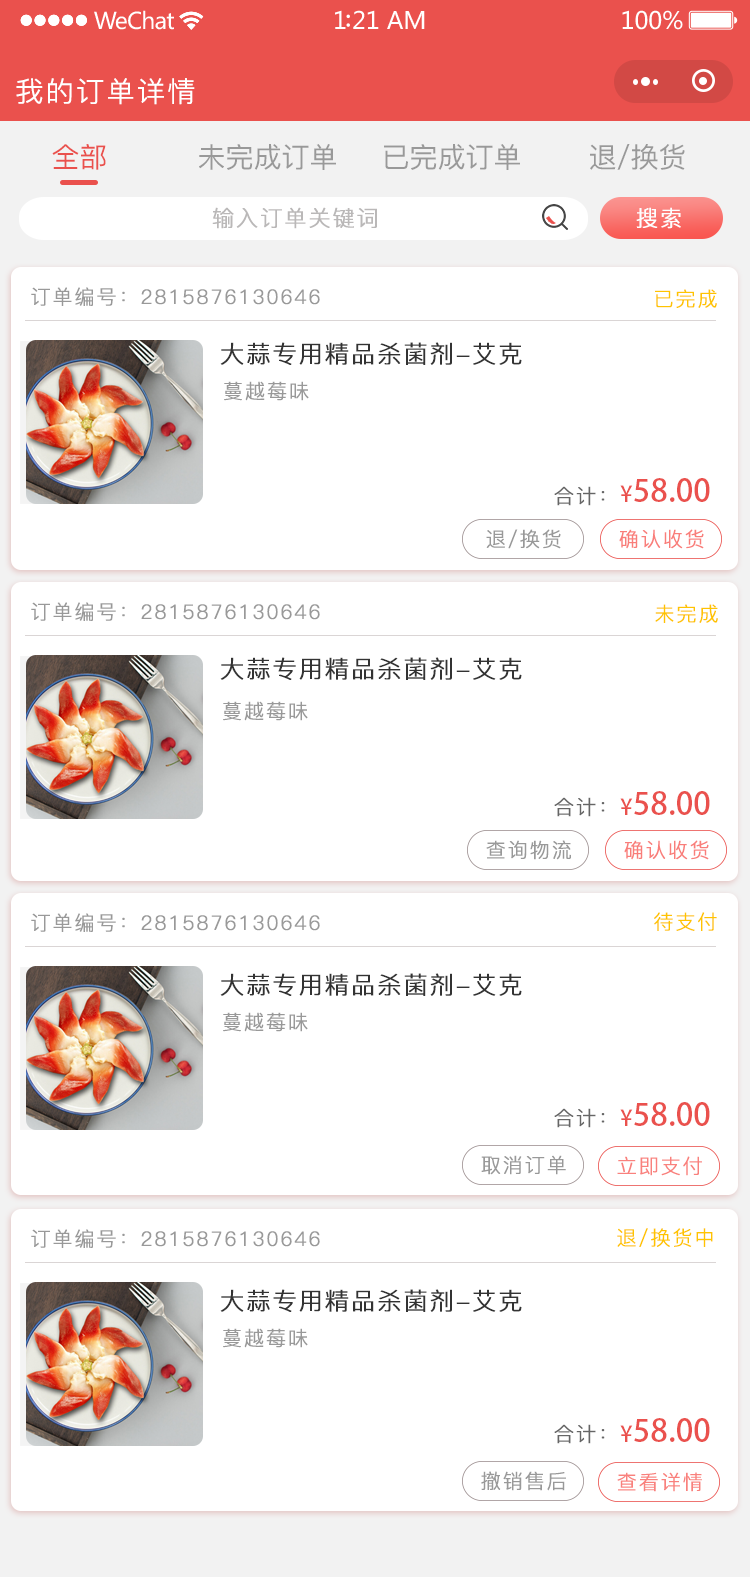 ●●●●● WeChat 1:21 AM 100%
我的订单详情
全部 未完成订单 已完成订单 退/换货
输入订单关键词 搜索
订单编号：2815876130646 已完成
大蒜专用精品杀菌剂-艾克
蔓越莓味
合计：¥58.00
退/换货 确认收货
订单编号：2815876130646 未完成
大蒜专用精品杀菌剂-艾克
蔓越莓味
合计：¥58.00
查询物流 确认收货
订单编号：2815876130646 待支付
大蒜专用精品杀菌剂-艾克
蔓越莓味
合计：¥58.00
取消订单 立即支付
订单编号：2815876130646 退/换货中
大蒜专用精品杀菌剂-艾克
蔓越莓味
合计：¥58.00
撤销售后 查看详情